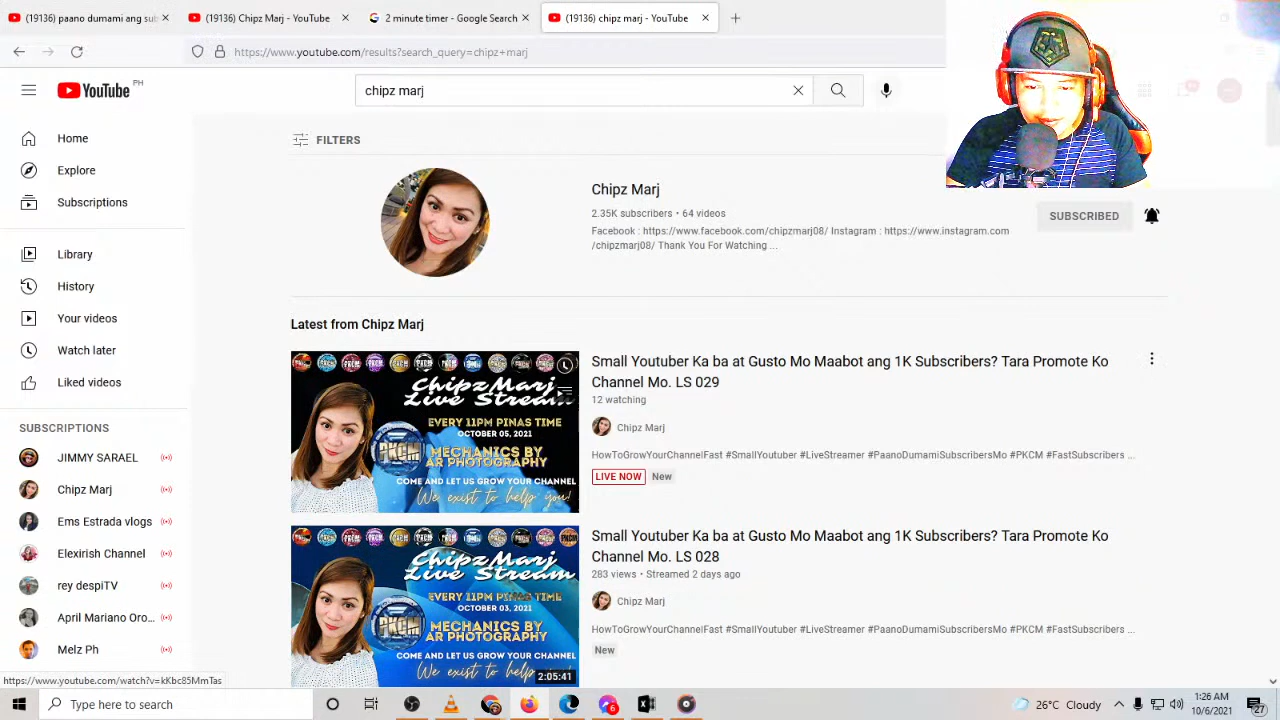 (19136) paano dumami ang sub
(19136) Chipz Marj - YouTube
2 minute timer - Google Search
(19136) chipz marj - YouTube
https://www.youtube.com/results?search_query=chipz+marj
YouTube PH
chipz marj
Home
Explore
Subscriptions
Library
History
Your videos
Watch later
Liked videos
SUBSCRIPTIONS
JIMMY SARAEL
Chipz Marj
Ems Estrada vlogs
Elexirish Channel
rey despiTV
April Mariano Oro...
Melz Ph
FILTERS
Chipz Marj
2.35K subscribers • 64 videos
Facebook : https://www.facebook.com/chipzmarj08/ Instagram : https://www.instagram.com
/chipzmarj08/ Thank You For Watching ...
SUBSCRIBED
Latest from Chipz Marj
ChipzMarj
Live Stream
EVERY 11PM PINAS TIME
OCTOBER 05, 2021
PKCM
MECHANICS BY
AR PHOTOGRAPHY
COME AND LET US GROW YOUR CHANNEL
We exist to help you!
Small Youtuber Ka ba at Gusto Mo Maabot ang 1K Subscribers? Tara Promote Ko
Channel Mo. LS 029
12 watching
Chipz Marj
HowToGrowYourChannelFast #SmallYoutuber #LiveStreamer #PaanoDumamiSubscribersMo #PKCM #FastSubscribers ...
LIVE NOW
New
ChipzMarj
Live Stream
EVERY 11PM PINAS TIME
OCTOBER 03, 2021
PKCM
MECHANICS BY
AR PHOTOGRAPHY
COME AND LET US GROW YOUR CHANNEL
We exist to help
2:05:41
Small Youtuber Ka ba at Gusto Mo Maabot ang 1K Subscribers? Tara Promote Ko
Channel Mo. LS 028
283 views • Streamed 2 days ago
Chipz Marj
HowToGrowYourChannelFast #SmallYoutuber #LiveStreamer #PaanoDumamiSubscribersMo #PKCM #FastSubscribers ...
New
https://www.youtube.com/watch?v=kKbc85MmTas
Type here to search
6
26°C Cloudy
1:26 AM
10/6/2021
27